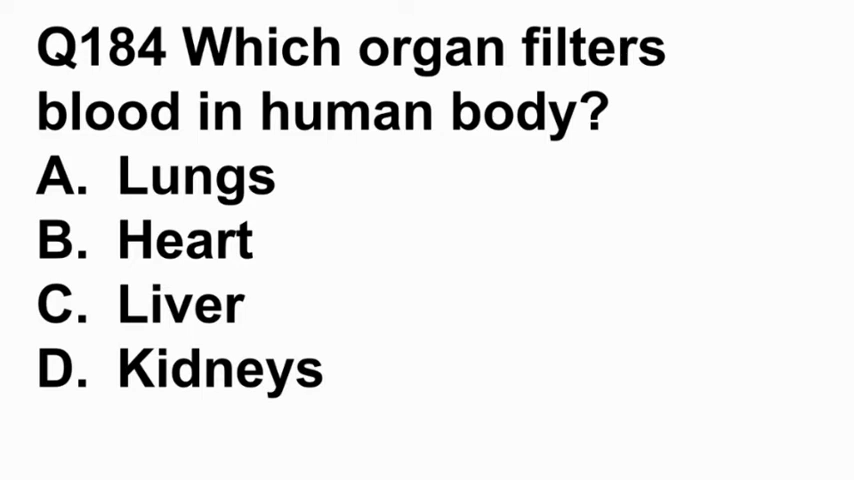 Q184 Which organ filters
blood in human body?
A. Lungs
B. Heart
C. Liver
D. Kidneys